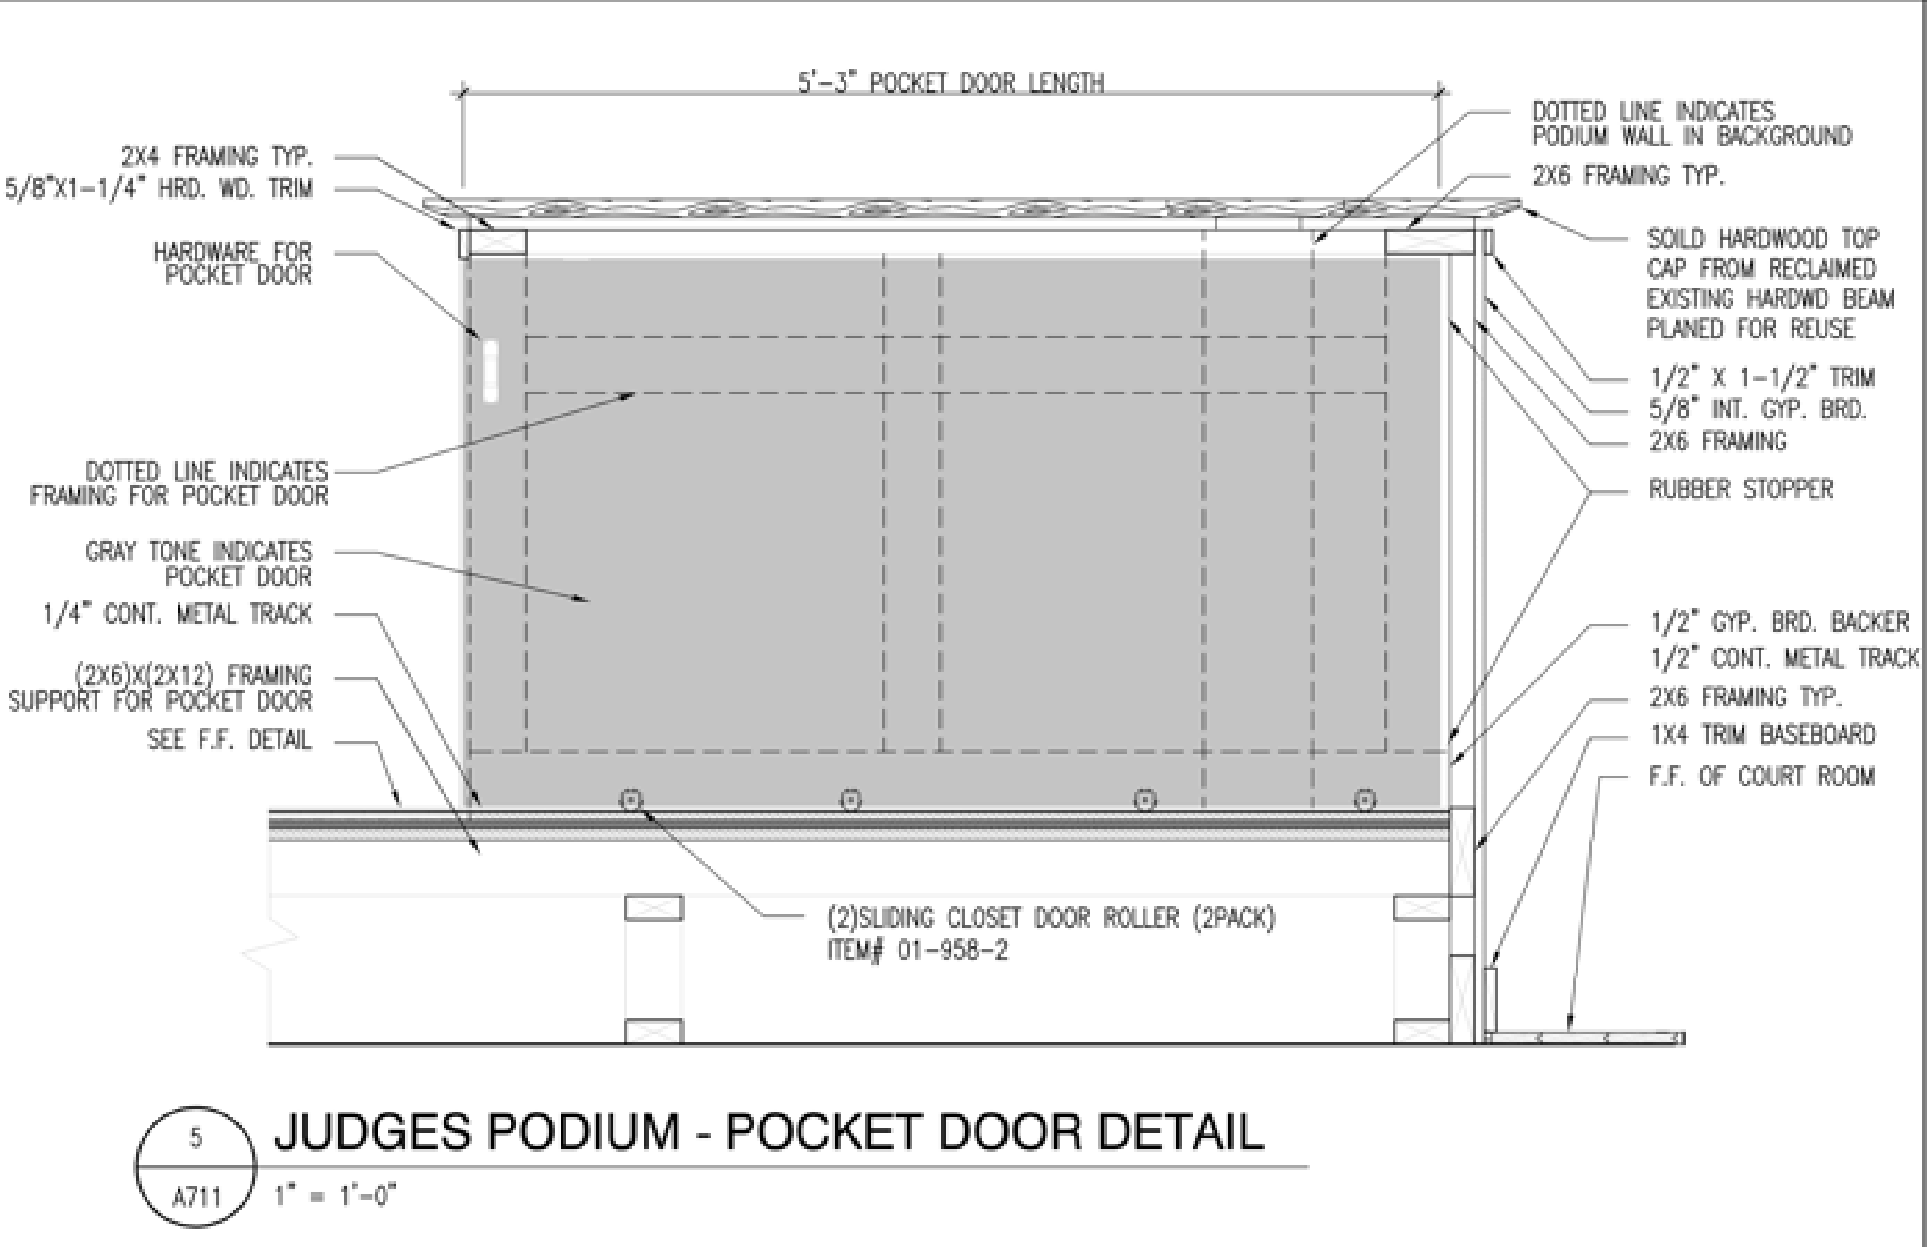 5'-3" POCKET DOOR LENGTH
2X4 FRAMING TYP.
5/8"X1-1/4" HRD. WD. TRIM
HARDWARE FOR
POCKET DOOR
DOTTED LINE INDICATES
FRAMING FOR POCKET DOOR
GRAY TONE INDICATES
POCKET DOOR
1/4" CONT. METAL TRACK
(2X6)X(2X12) FRAMING
SUPPORT FOR POCKET DOOR
SEE F.F. DETAIL
DOTTED LINE INDICATES
PODIUM WALL IN BACKGROUND
2X6 FRAMING TYP.
SOILD HARDWOOD TOP
CAP FROM RECLAIMED
EXISTING HARDWD BEAM
PLANED FOR REUSE
1/2" X 1-1/2" TRIM
5/8" INT. GYP. BRD.
2X6 FRAMING
RUBBER STOPPER
1/2" GYP. BRD. BACKER
1/2" CONT. METAL TRACK
2X6 FRAMING TYP.
1X4 TRIM BASEBOARD
F.F. OF COURT ROOM
(2)SLIDING CLOSET DOOR ROLLER (2PACK)
ITEM# 01-958-2
5
A711
JUDGES PODIUM - POCKET DOOR DETAIL
1" = 1'-0"